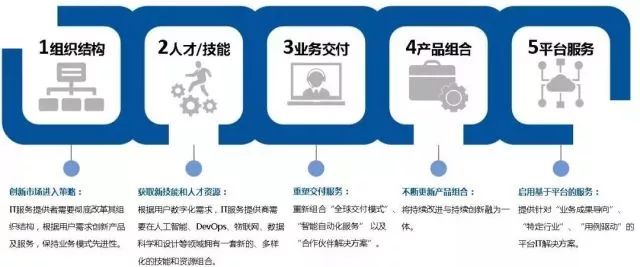 1组织结构
2人才/技能
3业务交付
4产品组合
5平台服务
创新市场进入策略：
IT服务提供者需要彻底改革其组
织结构，根据用户需求创新产品
及服务，保持业务模式先进性。
获取新技能和人才资源：
根据用户数字化需求，IT服务提供商需
要在人工智能、DevOps、物联网、数据
科学和设计等领域拥有一套新的、多样
化的技能和资源组合。
重塑交付服务：
重新组合“全球交付模式”、
“智能自动化服务” 以及
“合作伙伴解决方案”。
不断更新产品组合：
将持续改进与持续创新融为一
体。
启用基于平台的服务：
提供针对“业务成果导向”、
“特定行业”、“用例驱动”的
平台IT解决方案。